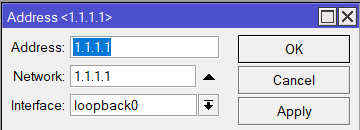 Address <1.1.1.1>
Address: 1.1.1.1 OK
Network: 1.1.1.1 Cancel
Interface: loopback0 Apply